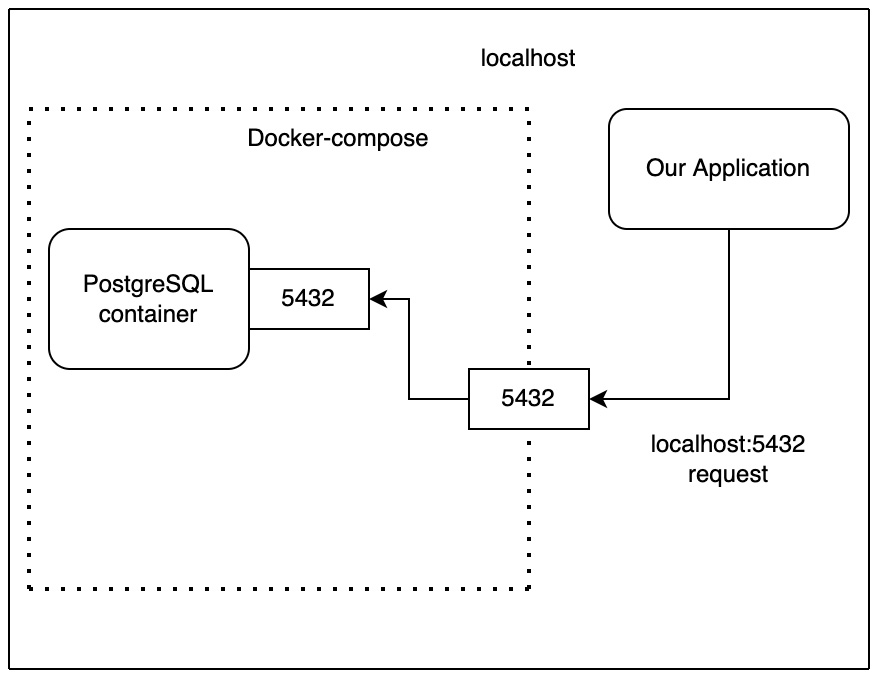 localhost
Docker-compose
Our Application
PostgreSQL
container
5432
5432
localhost:5432
request